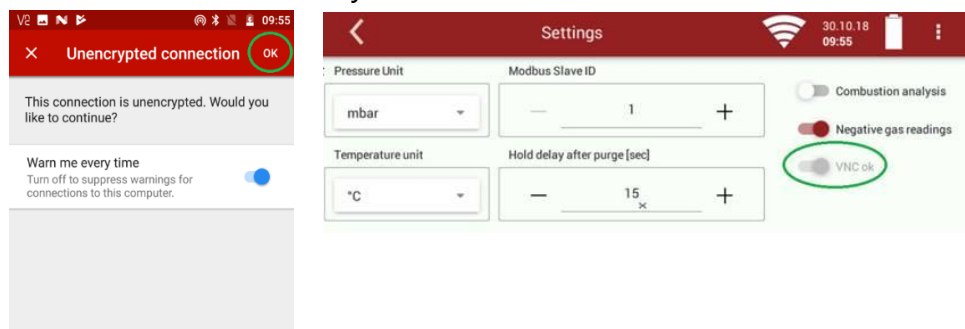 09:55
Unencrypted connection OK
This connection is unencrypted. Would you
like to continue?
Warn me every time
Turn off to suppress warnings for
connections to this computer.
Settings
30.10.18
09:55
Pressure Unit
mbar
Modbus Slave ID
1
Temperature unit
°C
Hold delay after purge [sec]
15
Combustion analysis
Negative gas readings
VNC ok